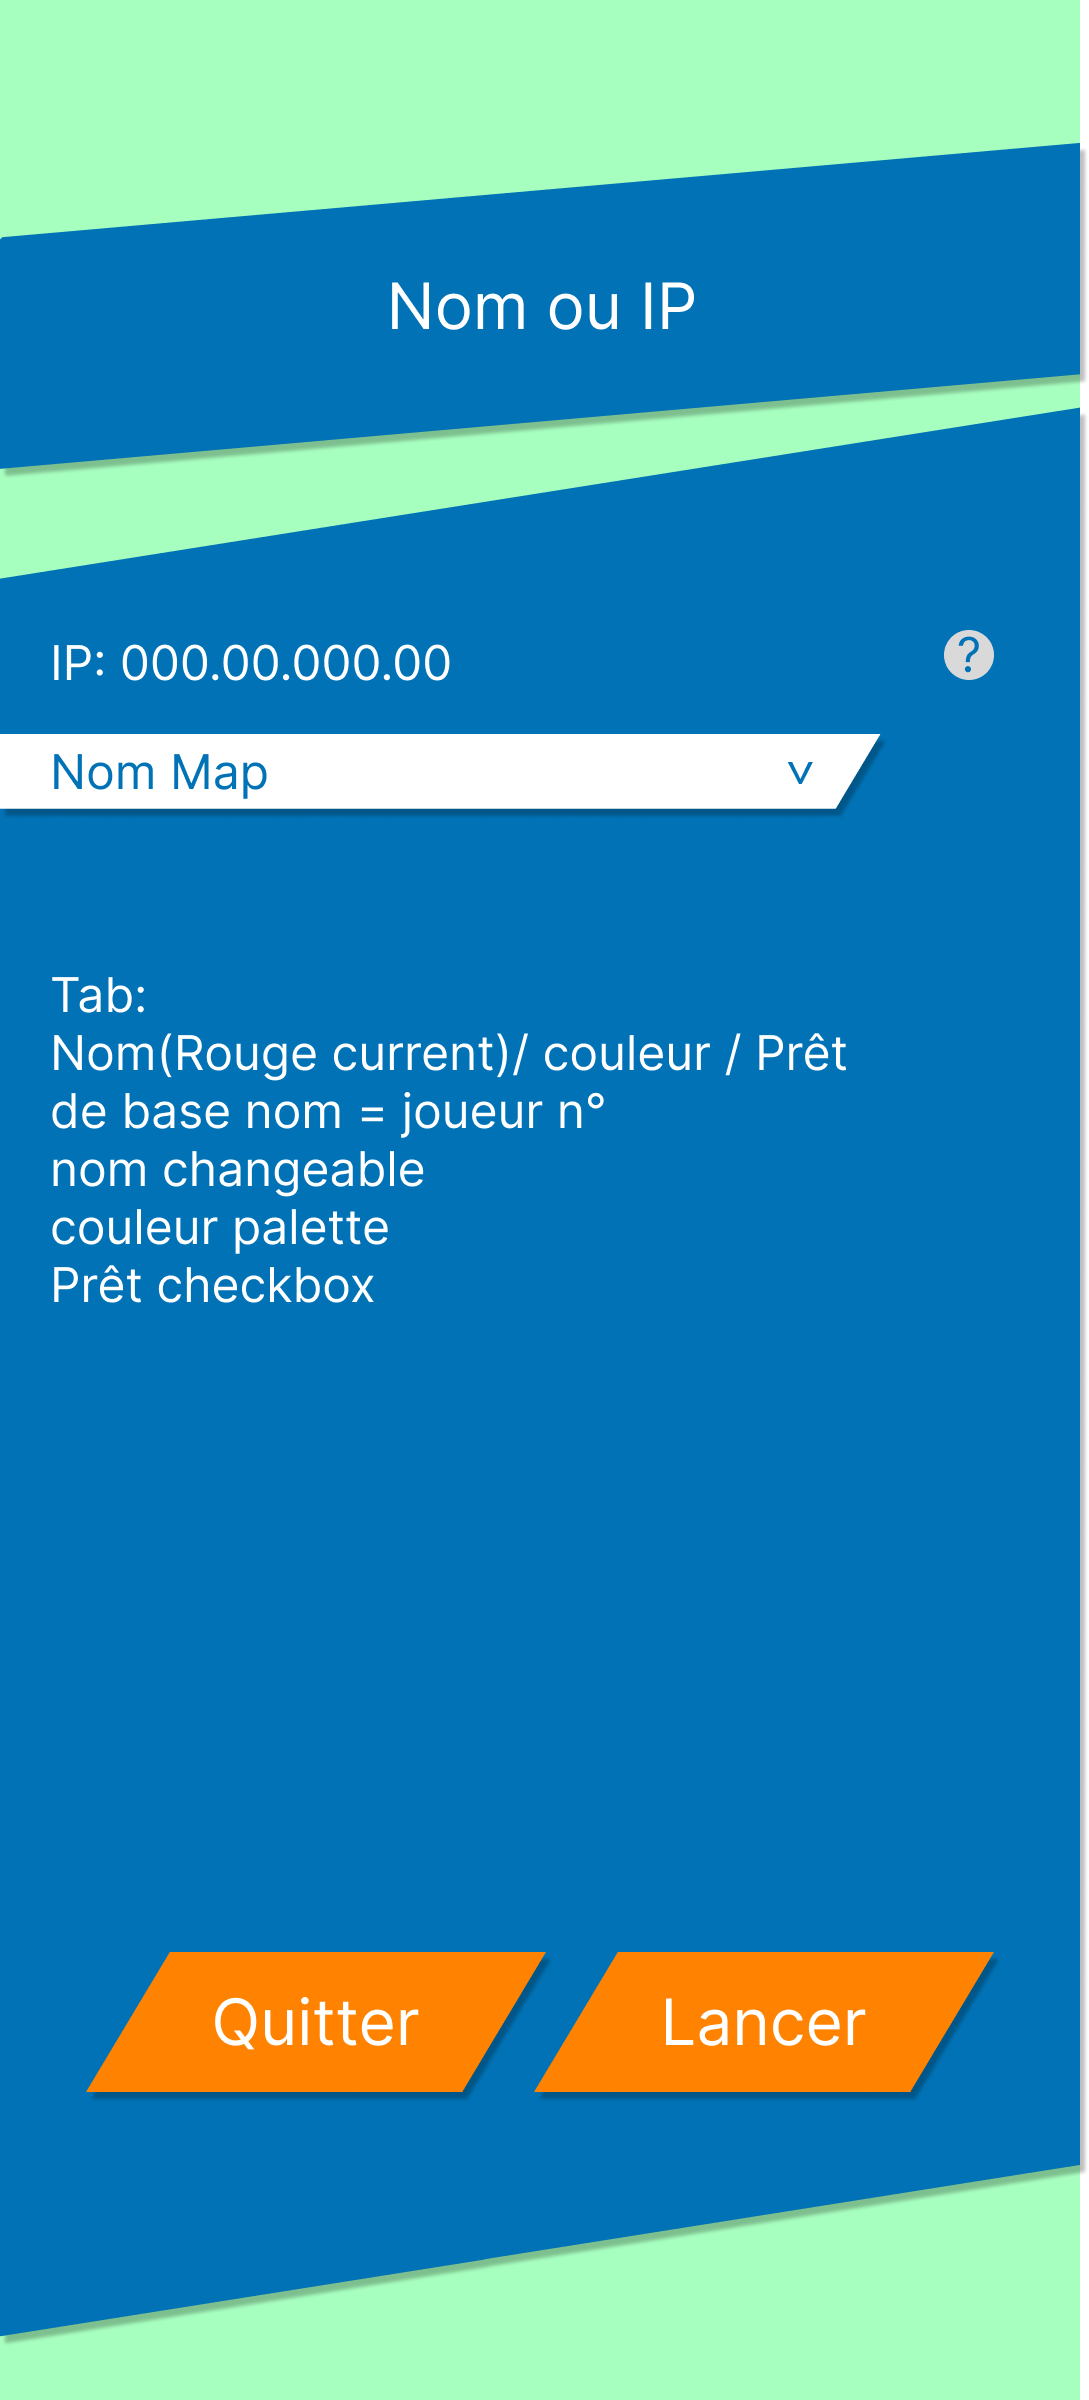 Nom ou IP
IP: 000.00.000.00
?
Nom Map
v
Tab:
Nom(Rouge current)/ couleur / Prêt
de base nom = joueur n°
nom changeable
couleur palette
Prêt checkbox
Quitter
Lancer